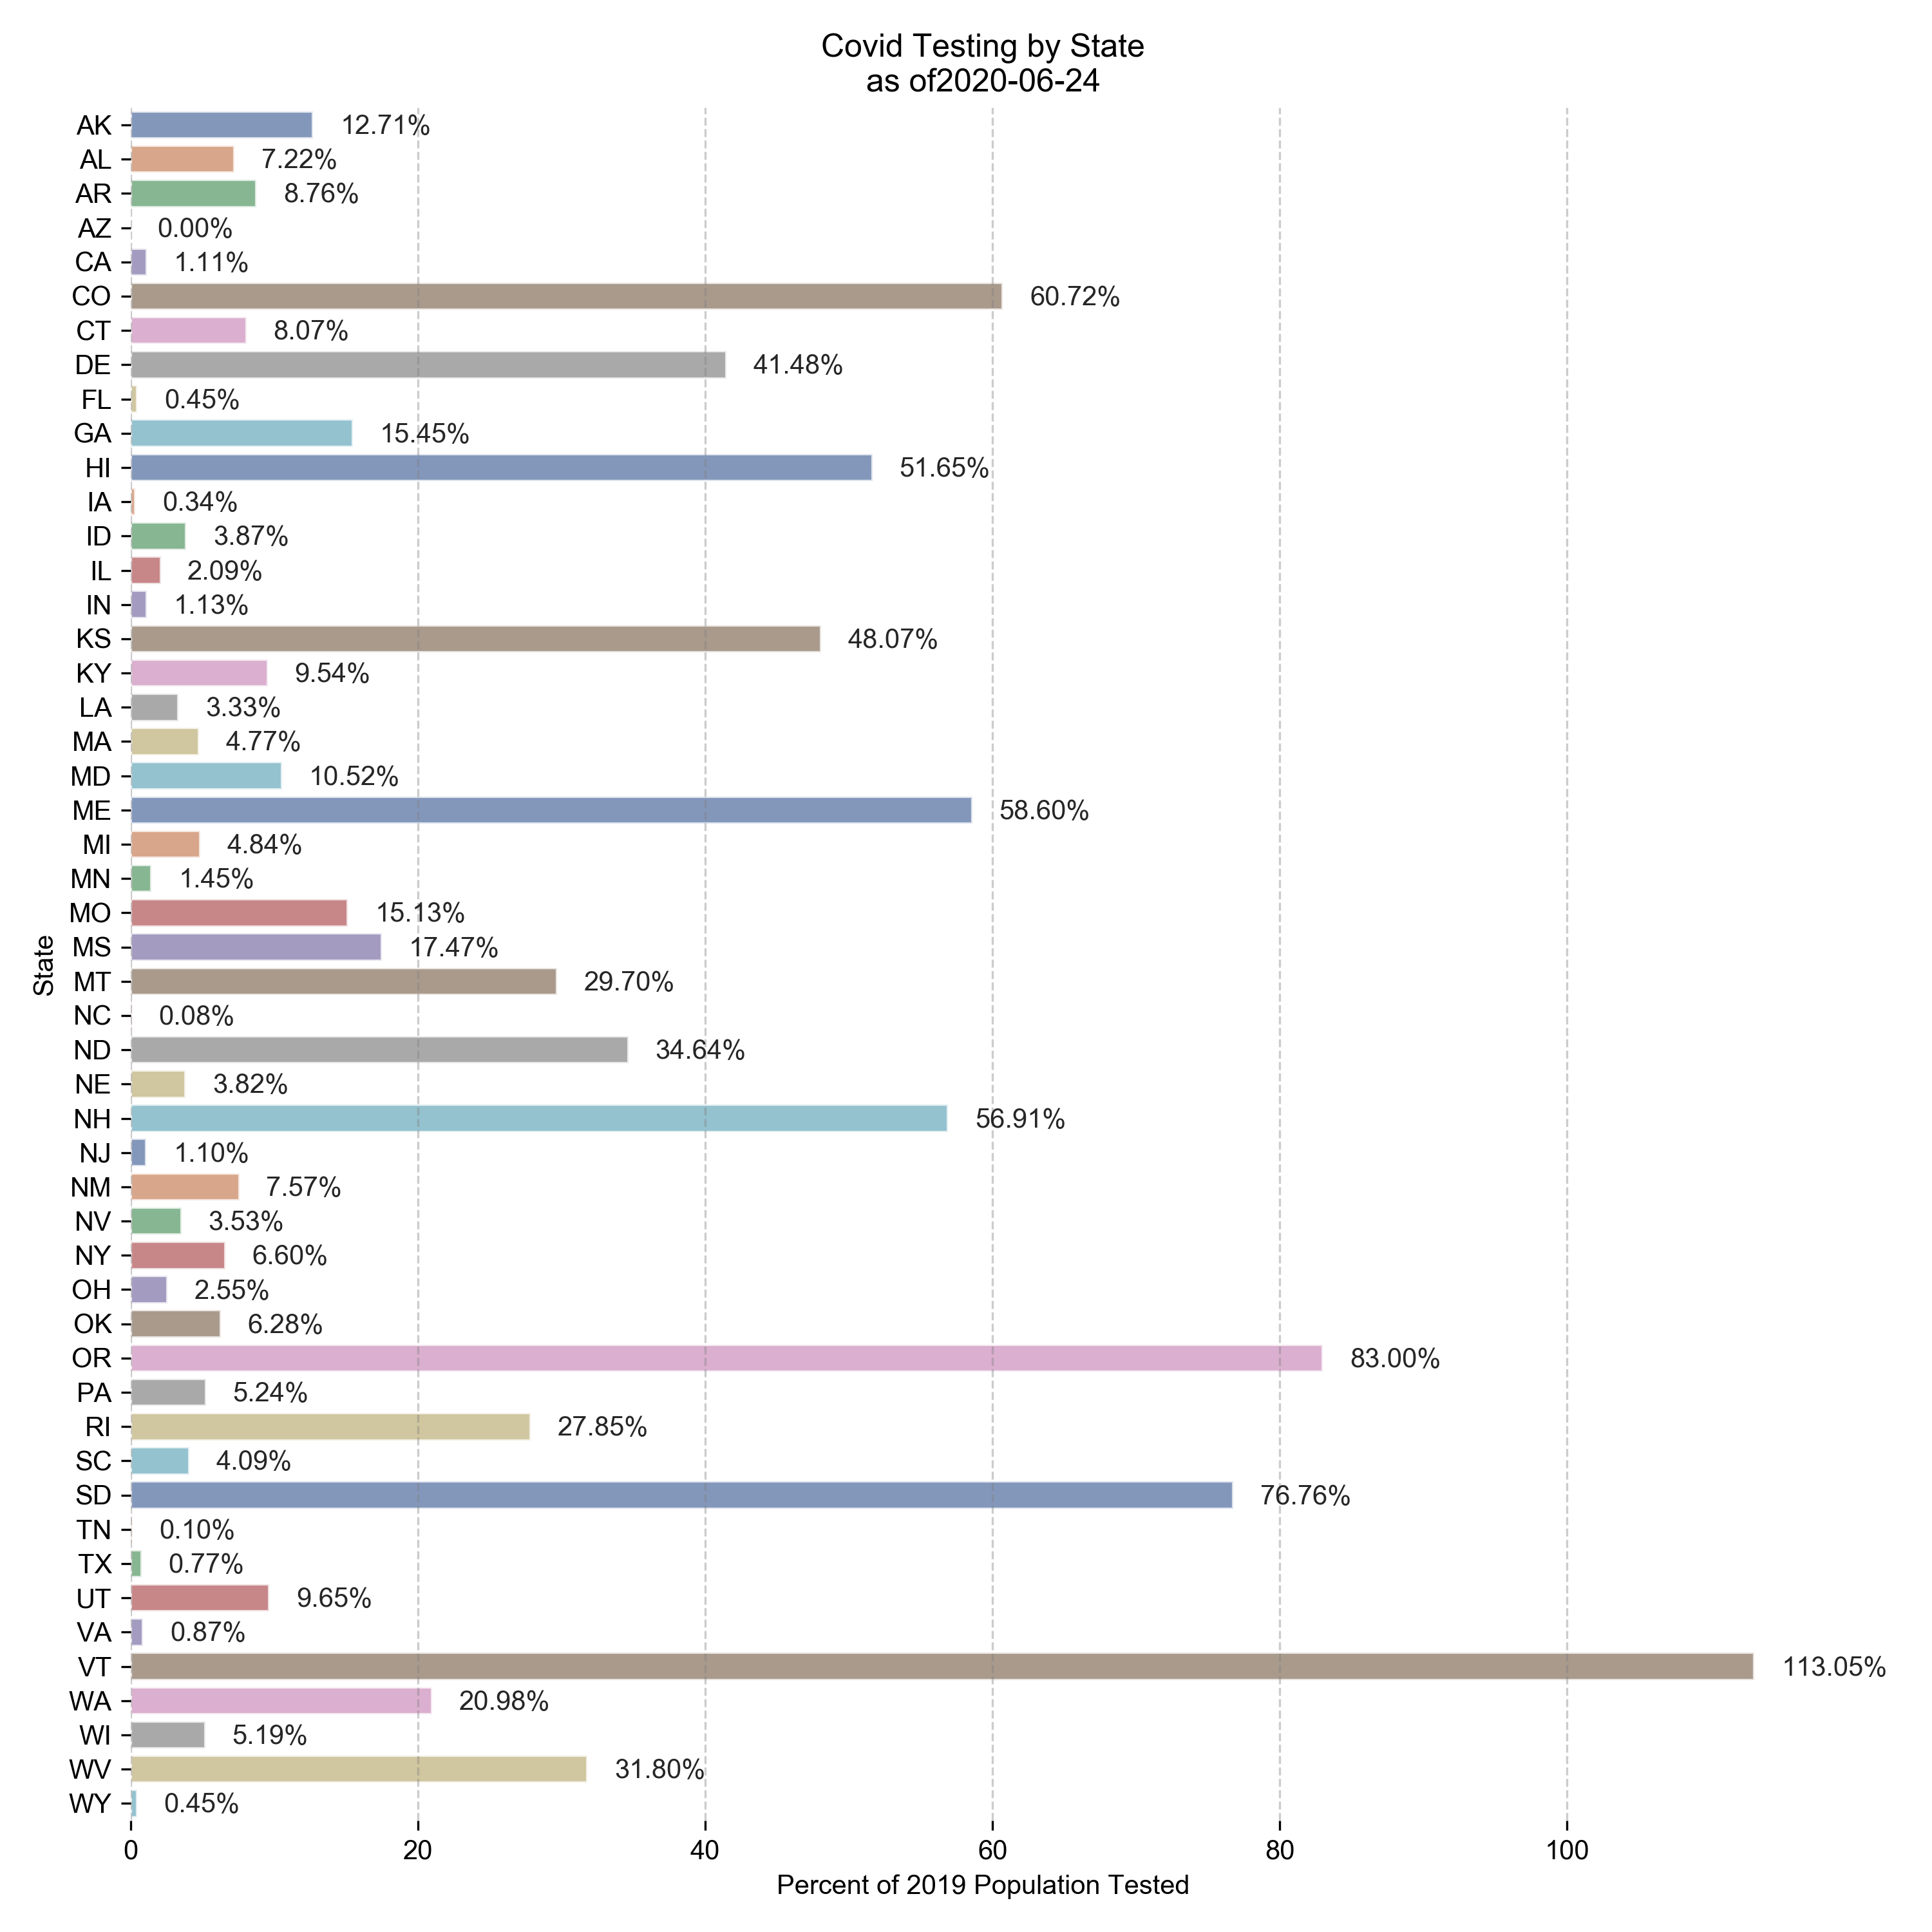 Covid Testing by State
as of2020-06-24
AK 12.71%
AL 7.22%
AR 8.76%
AZ 0.00%
CA 1.11%
CO 60.72%
CT 8.07%
DE 41.48%
FL 0.45%
GA 15.45%
HI 51.65%
IA 0.34%
ID 3.87%
IL 2.09%
IN 1.13%
KS 48.07%
KY 9.54%
LA 3.33%
MA 4.77%
MD 10.52%
ME 58.60%
MI 4.84%
MN 1.45%
MO 15.13%
MS 17.47%
State
MT 29.70%
NC 0.08%
ND 34.64%
NE 3.82%
NH 56.91%
NJ 1.10%
NM 7.57%
NV 3.53%
NY 6.60%
OH 2.55%
OK 6.28%
OR 83.00%
PA 5.24%
RI 27.85%
SC 4.09%
SD 76.76%
TN 0.10%
TX 0.77%
UT 9.65%
VA 0.87%
VT 113.05%
WA 20.98%
WI 5.19%
WV 31.80%
WY 0.45%
0 20 40 60 80 100
Percent of 2019 Population Tested